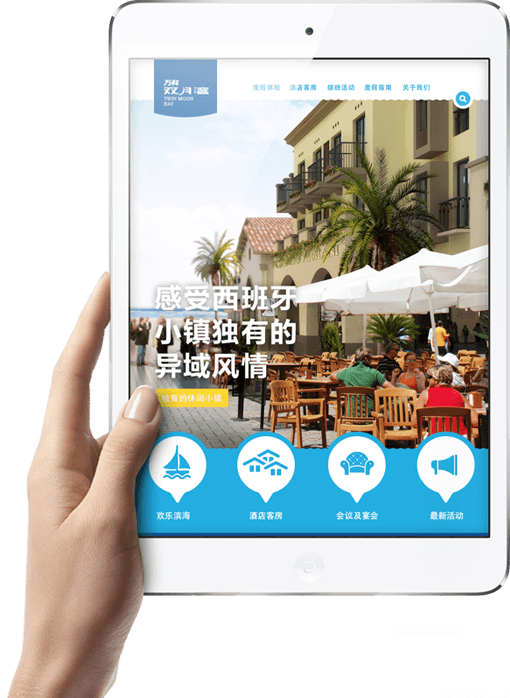 万科
双月湾
TWIN MOON
BAY
度假体验 酒店客房 缤纷活动 度假指南 关于我们
感受西班牙
小镇独有的
异域风情
独有的休闲小镇
欢乐滨海 酒店客房 会议及宴会 最新活动